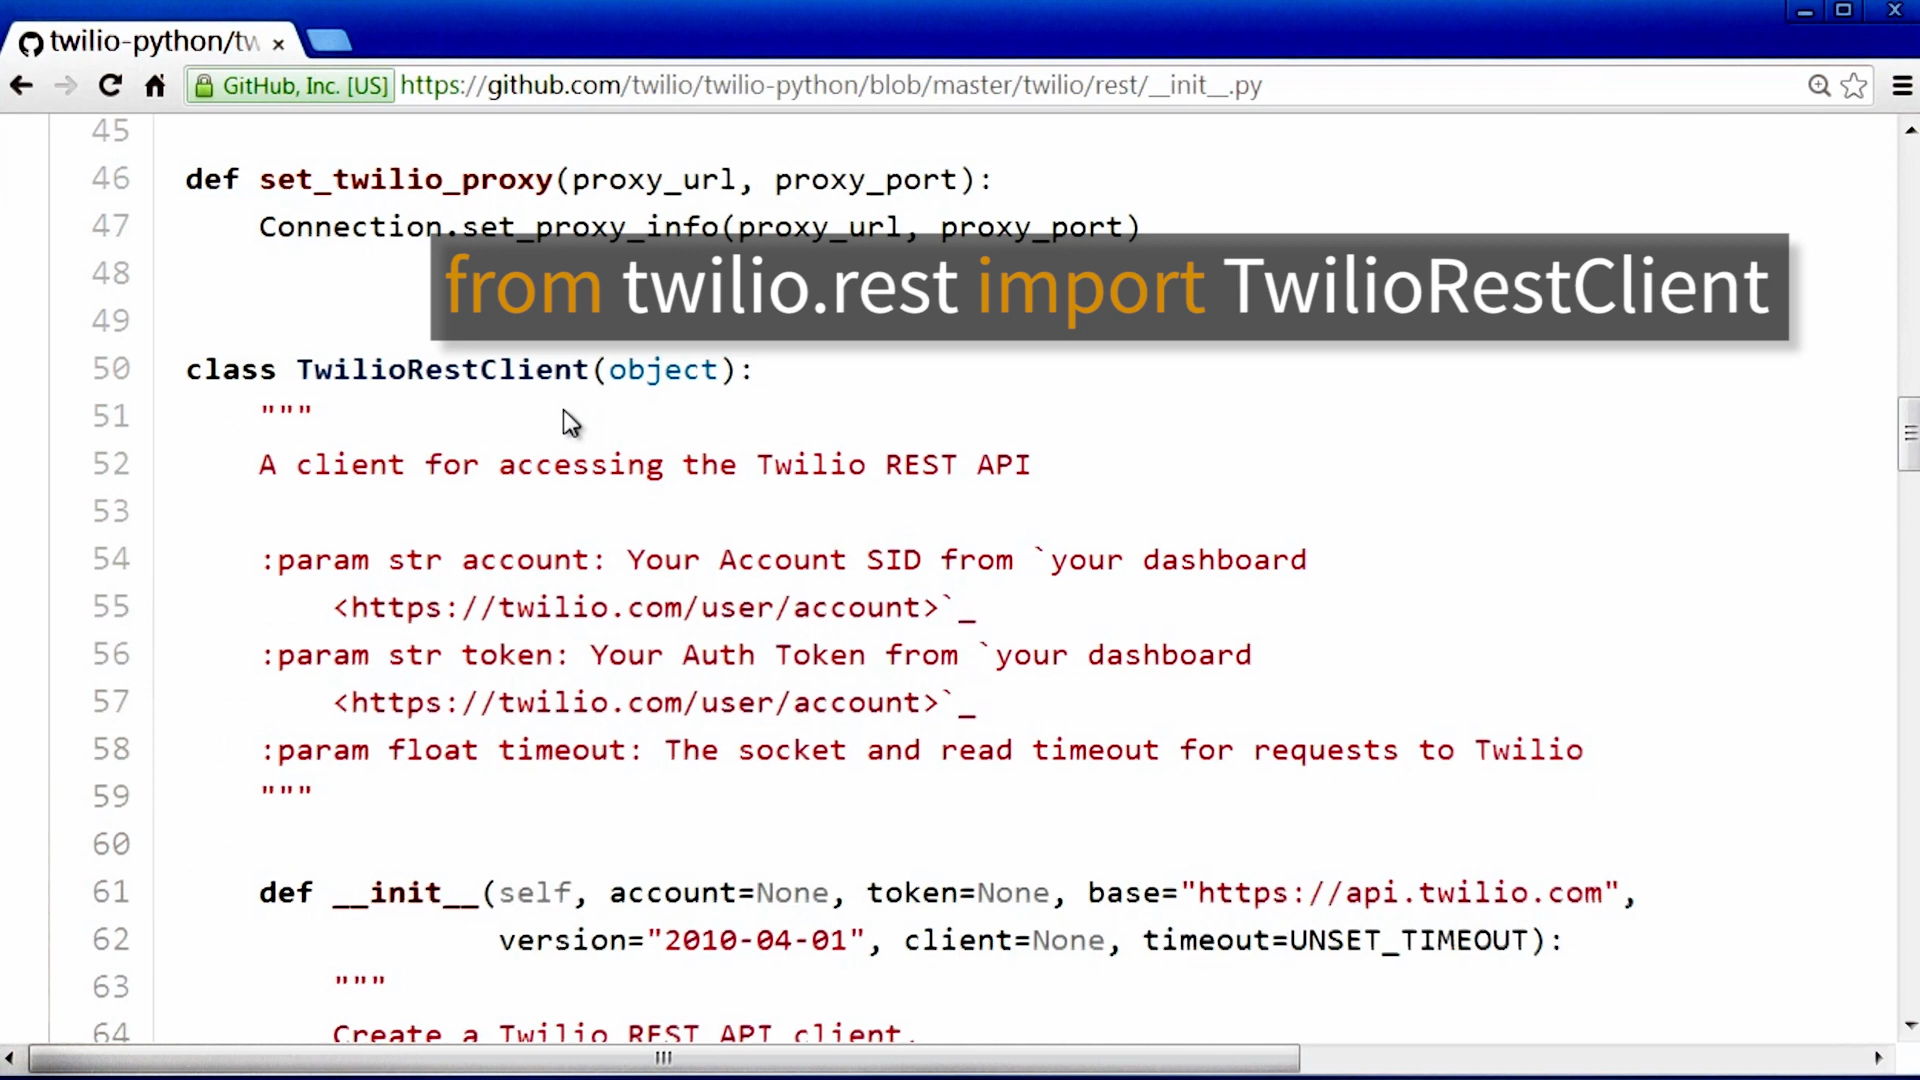 twilio-python/tw
GitHub, Inc. [US] https://github.com/twilio/twilio-python/blob/master/twilio/rest/__init__.py
45
46 def set_twilio_proxy(proxy_url, proxy_port):
47 Connection.set_proxy_info(proxy_url, proxy_port)
48
from twilio.rest import TwilioRestClient
49
50 class TwilioRestClient(object):
51 """
52 A client for accessing the Twilio REST API
53
54 :param str account: Your Account SID from `your dashboard
55 <https://twilio.com/user/account>`_
56 :param str token: Your Auth Token from `your dashboard
57 <https://twilio.com/user/account>`_
58 :param float timeout: The socket and read timeout for requests to Twilio
59 """
60
61 def __init__(self, account=None, token=None, base="https://api.twilio.com",
62 version="2010-04-01", client=None, timeout=UNSET_TIMEOUT):
63 """
64 Create a Twilio REST API client.